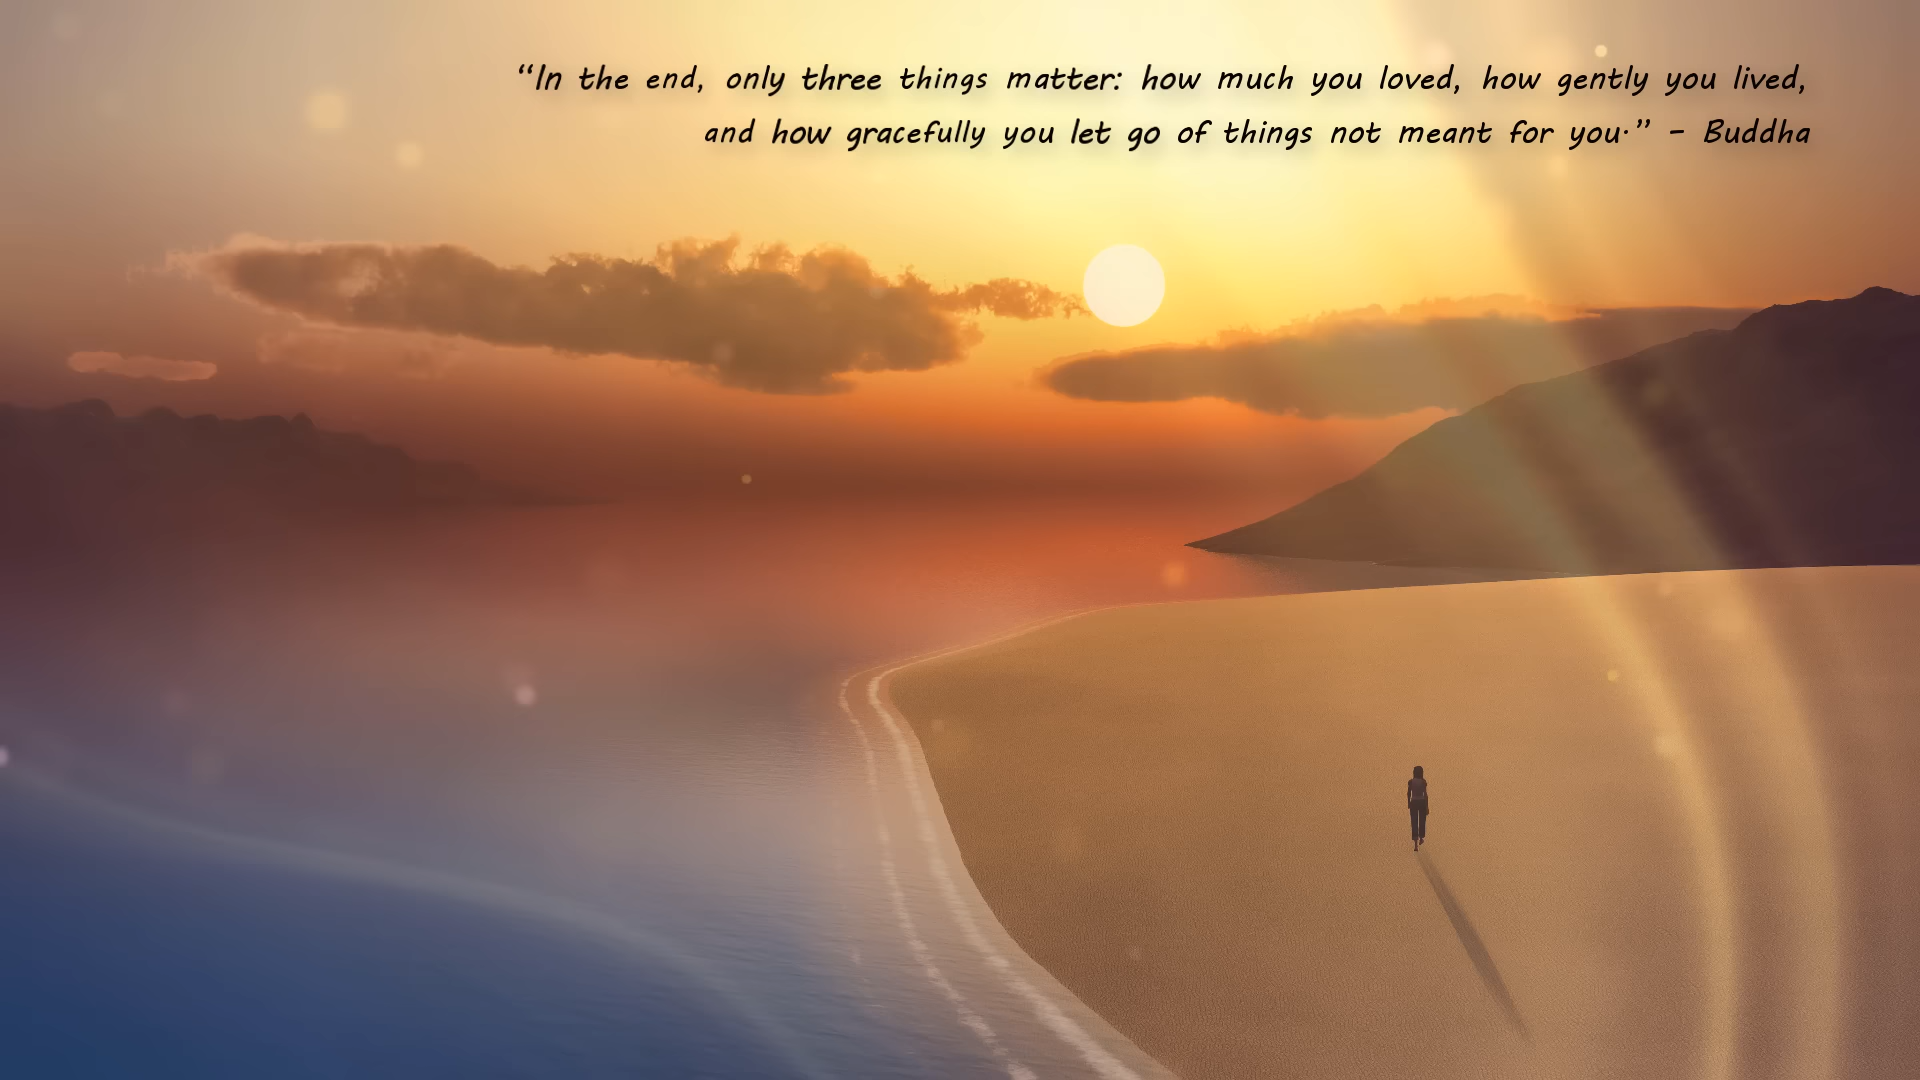 “In the end, only three things matter: how much you loved, how gently you lived,
and how gracefully you let go of things not meant for you.” – Buddha